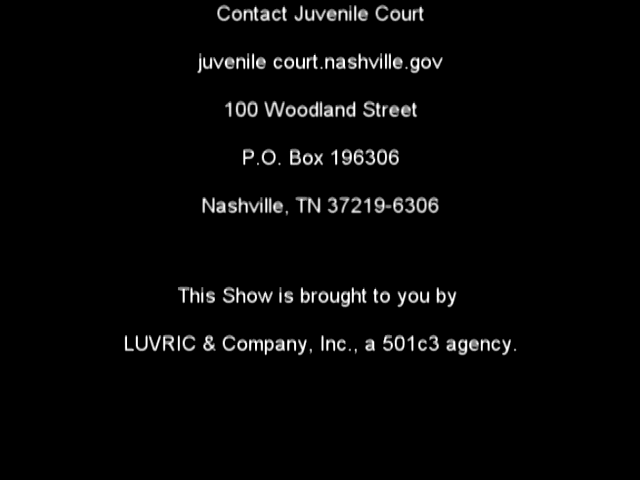 Contact Juvenile Court
juvenile court.nashville.gov
100 Woodland Street
P.O. Box 196306
Nashville, TN 37219-6306
This Show is brought to you by
LUVRIC & Company, Inc., a 501c3 agency.